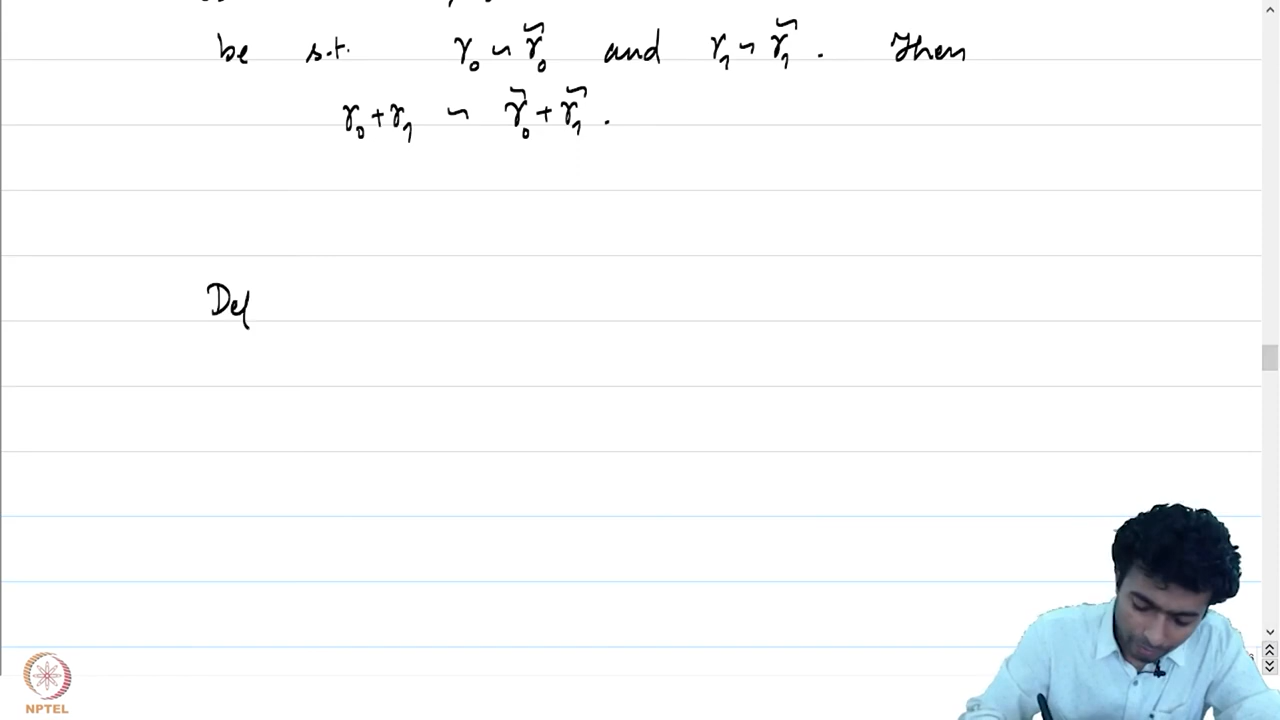 be s.t. γ₀ ~ γ̃₀ and γ₁ ~ γ̃₁ . Then
γ₀ + γ₁ ~ γ̃₀ + γ̃₁ .
Def
NPTEL